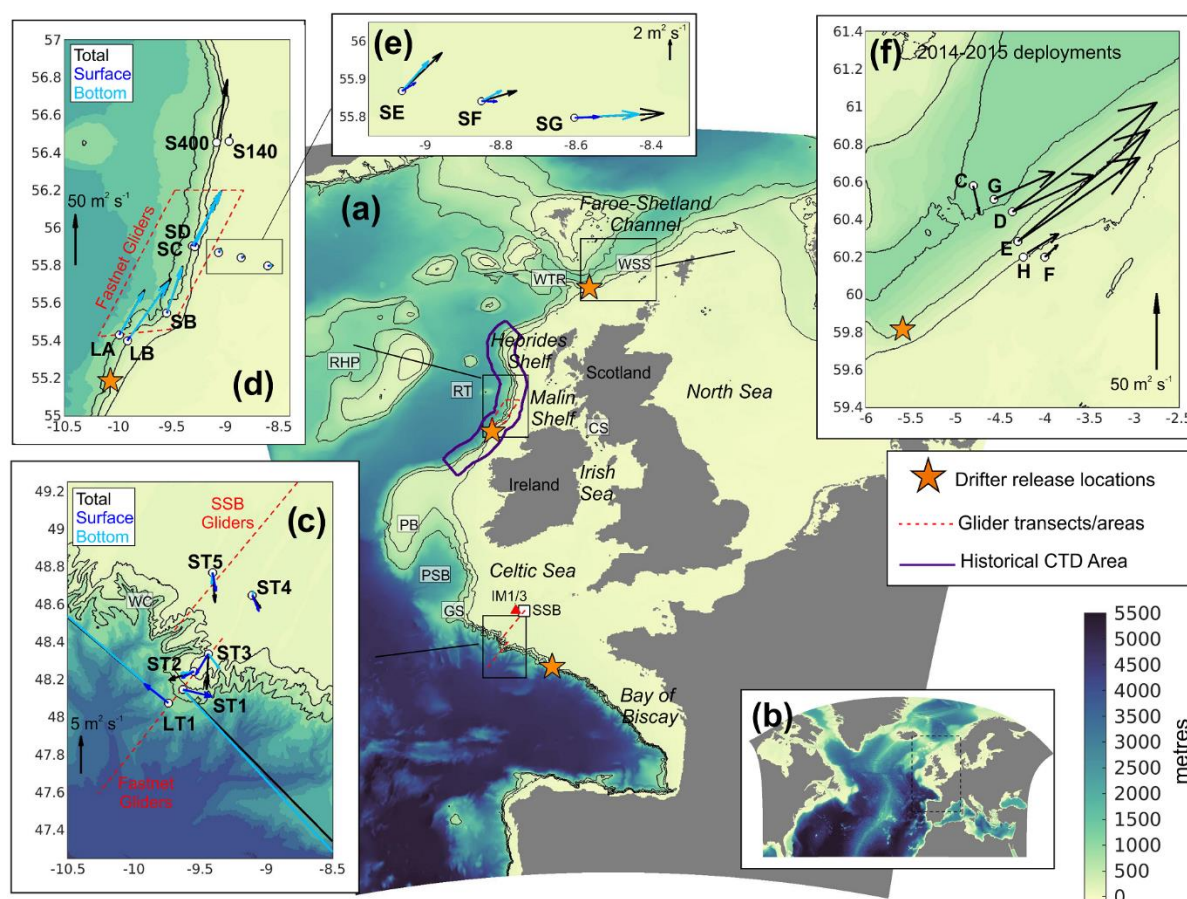 (d)
57
56.8
56.6
56.4
56.2
56
55.8
55.6
55.4
55.2
55
-10
-9.5
-9
-8.5
Total
Surface
Bottom
50 m² s⁻¹
Fastnet Gliders
S400
S140
SD
SC
SB
LA
LB
(e)
2 m² s⁻¹
56
55.9
55.8
-9
-8.8
-8.6
-8.4
SE
SF
SG
(f)
2014-2015 deployments
61.4
61.2
61
60.8
60.6
60.4
60.2
60
59.8
59.6
59.4
-6
-5.5
-5
-4.5
-4
-3.5
-3
-2.5
C
G
D
E
H
F
50 m² s⁻¹
(a)
Faroe-Shetland
Channel
WTR
WSS
Hebrides
Shelf
RHP
RT
Malin
Shelf
Scotland
North Sea
CS
Irish
Sea
Ireland
PB
PSB
Celtic Sea
IM1/3
SSB
GS
Bay of
Biscay
Drifter release locations
Glider transects/areas
Historical CTD Area
(c)
49.2
49
48.8
48.6
48.4
48.2
48
47.8
47.6
47.4
-10.5
-10
-9.5
-9
-8.5
Total
Surface
Bottom
SSB
Gliders
WC
ST5
ST4
ST3
ST2
ST1
LT1
5 m² s⁻¹
Fastnet
Gliders
(b)
5500
5000
4500
4000
3500
3000
2500
2000
1500
1000
500
0
metres